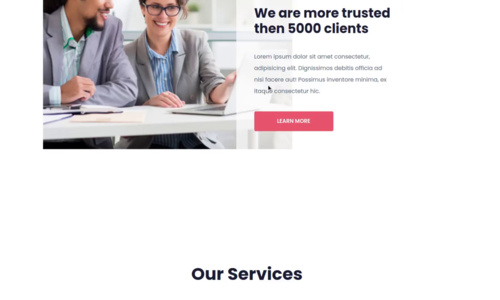 We are more trusted
then 5000 clients
Lorem ipsum dolor sit amet consectetur,
adipisicing elit. Dignissimos debitis officia ad
nisi facere aut! Possimus inventore minima, ex
itaque consectetur hic.
LEARN MORE
Our Services